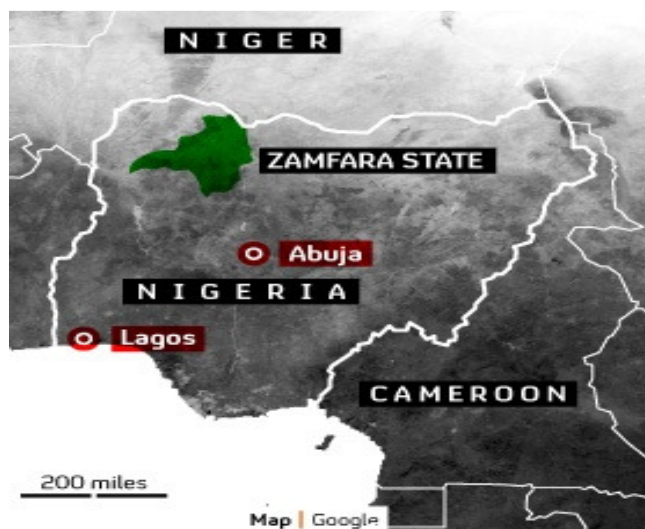 NIGER
ZAMFARA STATE
Abuja
NIGERIA
Lagos
CAMEROON
200 miles
Map | Google